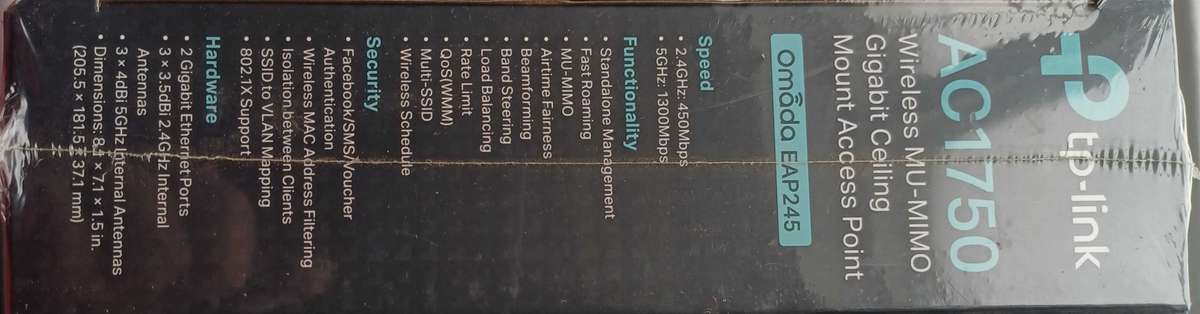 tp-link
AC1750
Wireless MU-MIMO
Gigabit Ceiling
Mount Access Point
Omada EAP245
Speed
• 2.4GHz: 450Mbps
• 5GHz: 1300Mbps
Functionality
• Standalone Management
• Fast Roaming
• MU-MIMO
• Airtime Fairness
• Beamforming
• Band Steering
• Load Balancing
• Rate Limit
• QoS(WMM)
• Multi-SSID
• Wireless Schedule
Security
• Facebook/SMS/Voucher
Authentication
• Wireless MAC Address Filtering
• Isolation between Clients
• SSID to VLAN Mapping
• 802.1X Support
Hardware
• 2 Gigabit Ethernet Ports
• 3 × 3.5dBi 2.4GHz Internal
Antennas
• 3 × 4dBi 5GHz Internal Antennas
• Dimensions: 8.1 × 7.1 × 1.5 in.
(205.5 × 181.5 × 37.1 mm)